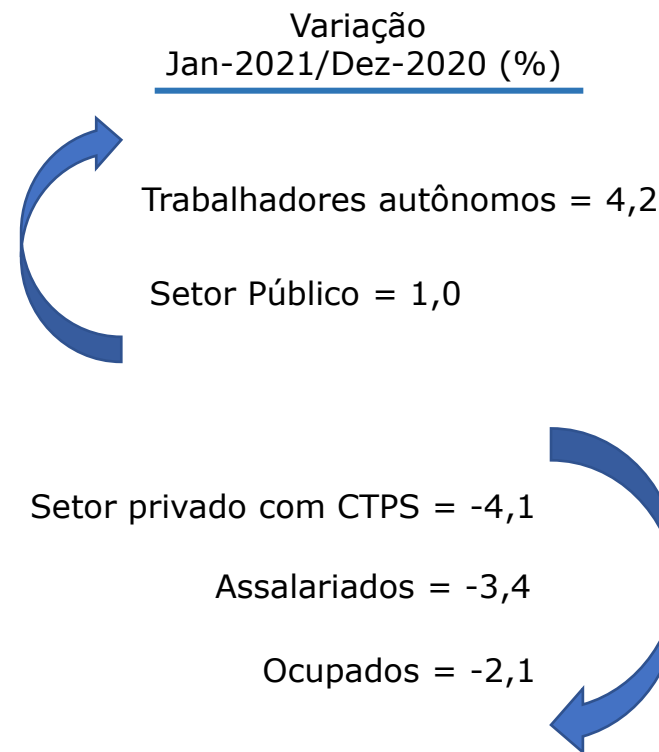 Variação
Jan-2021/Dez-2020 (%)
Trabalhadores autônomos = 4,2
Setor Público = 1,0
Setor privado com CTPS = -4,1
Assalariados = -3,4
Ocupados = -2,1